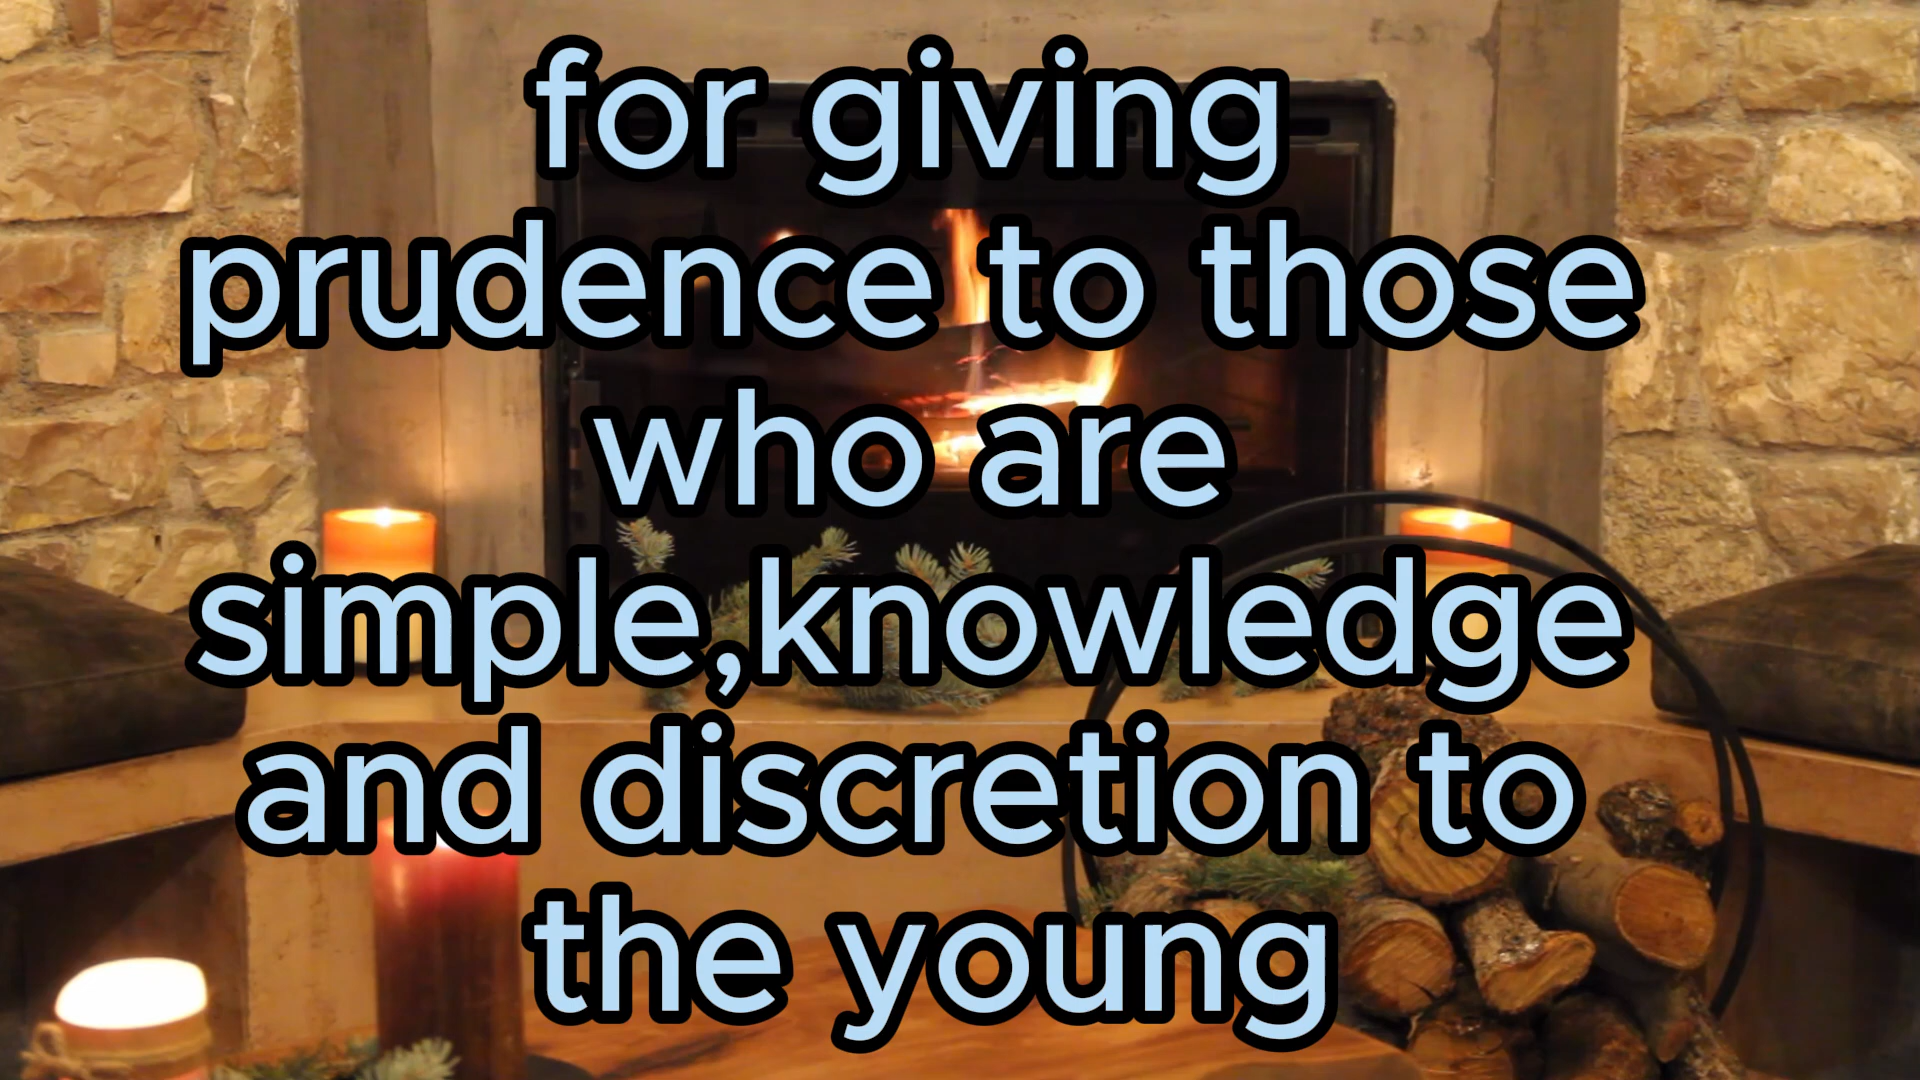 for giving
prudence to those
who are
simple,knowledge
and discretion to
the young